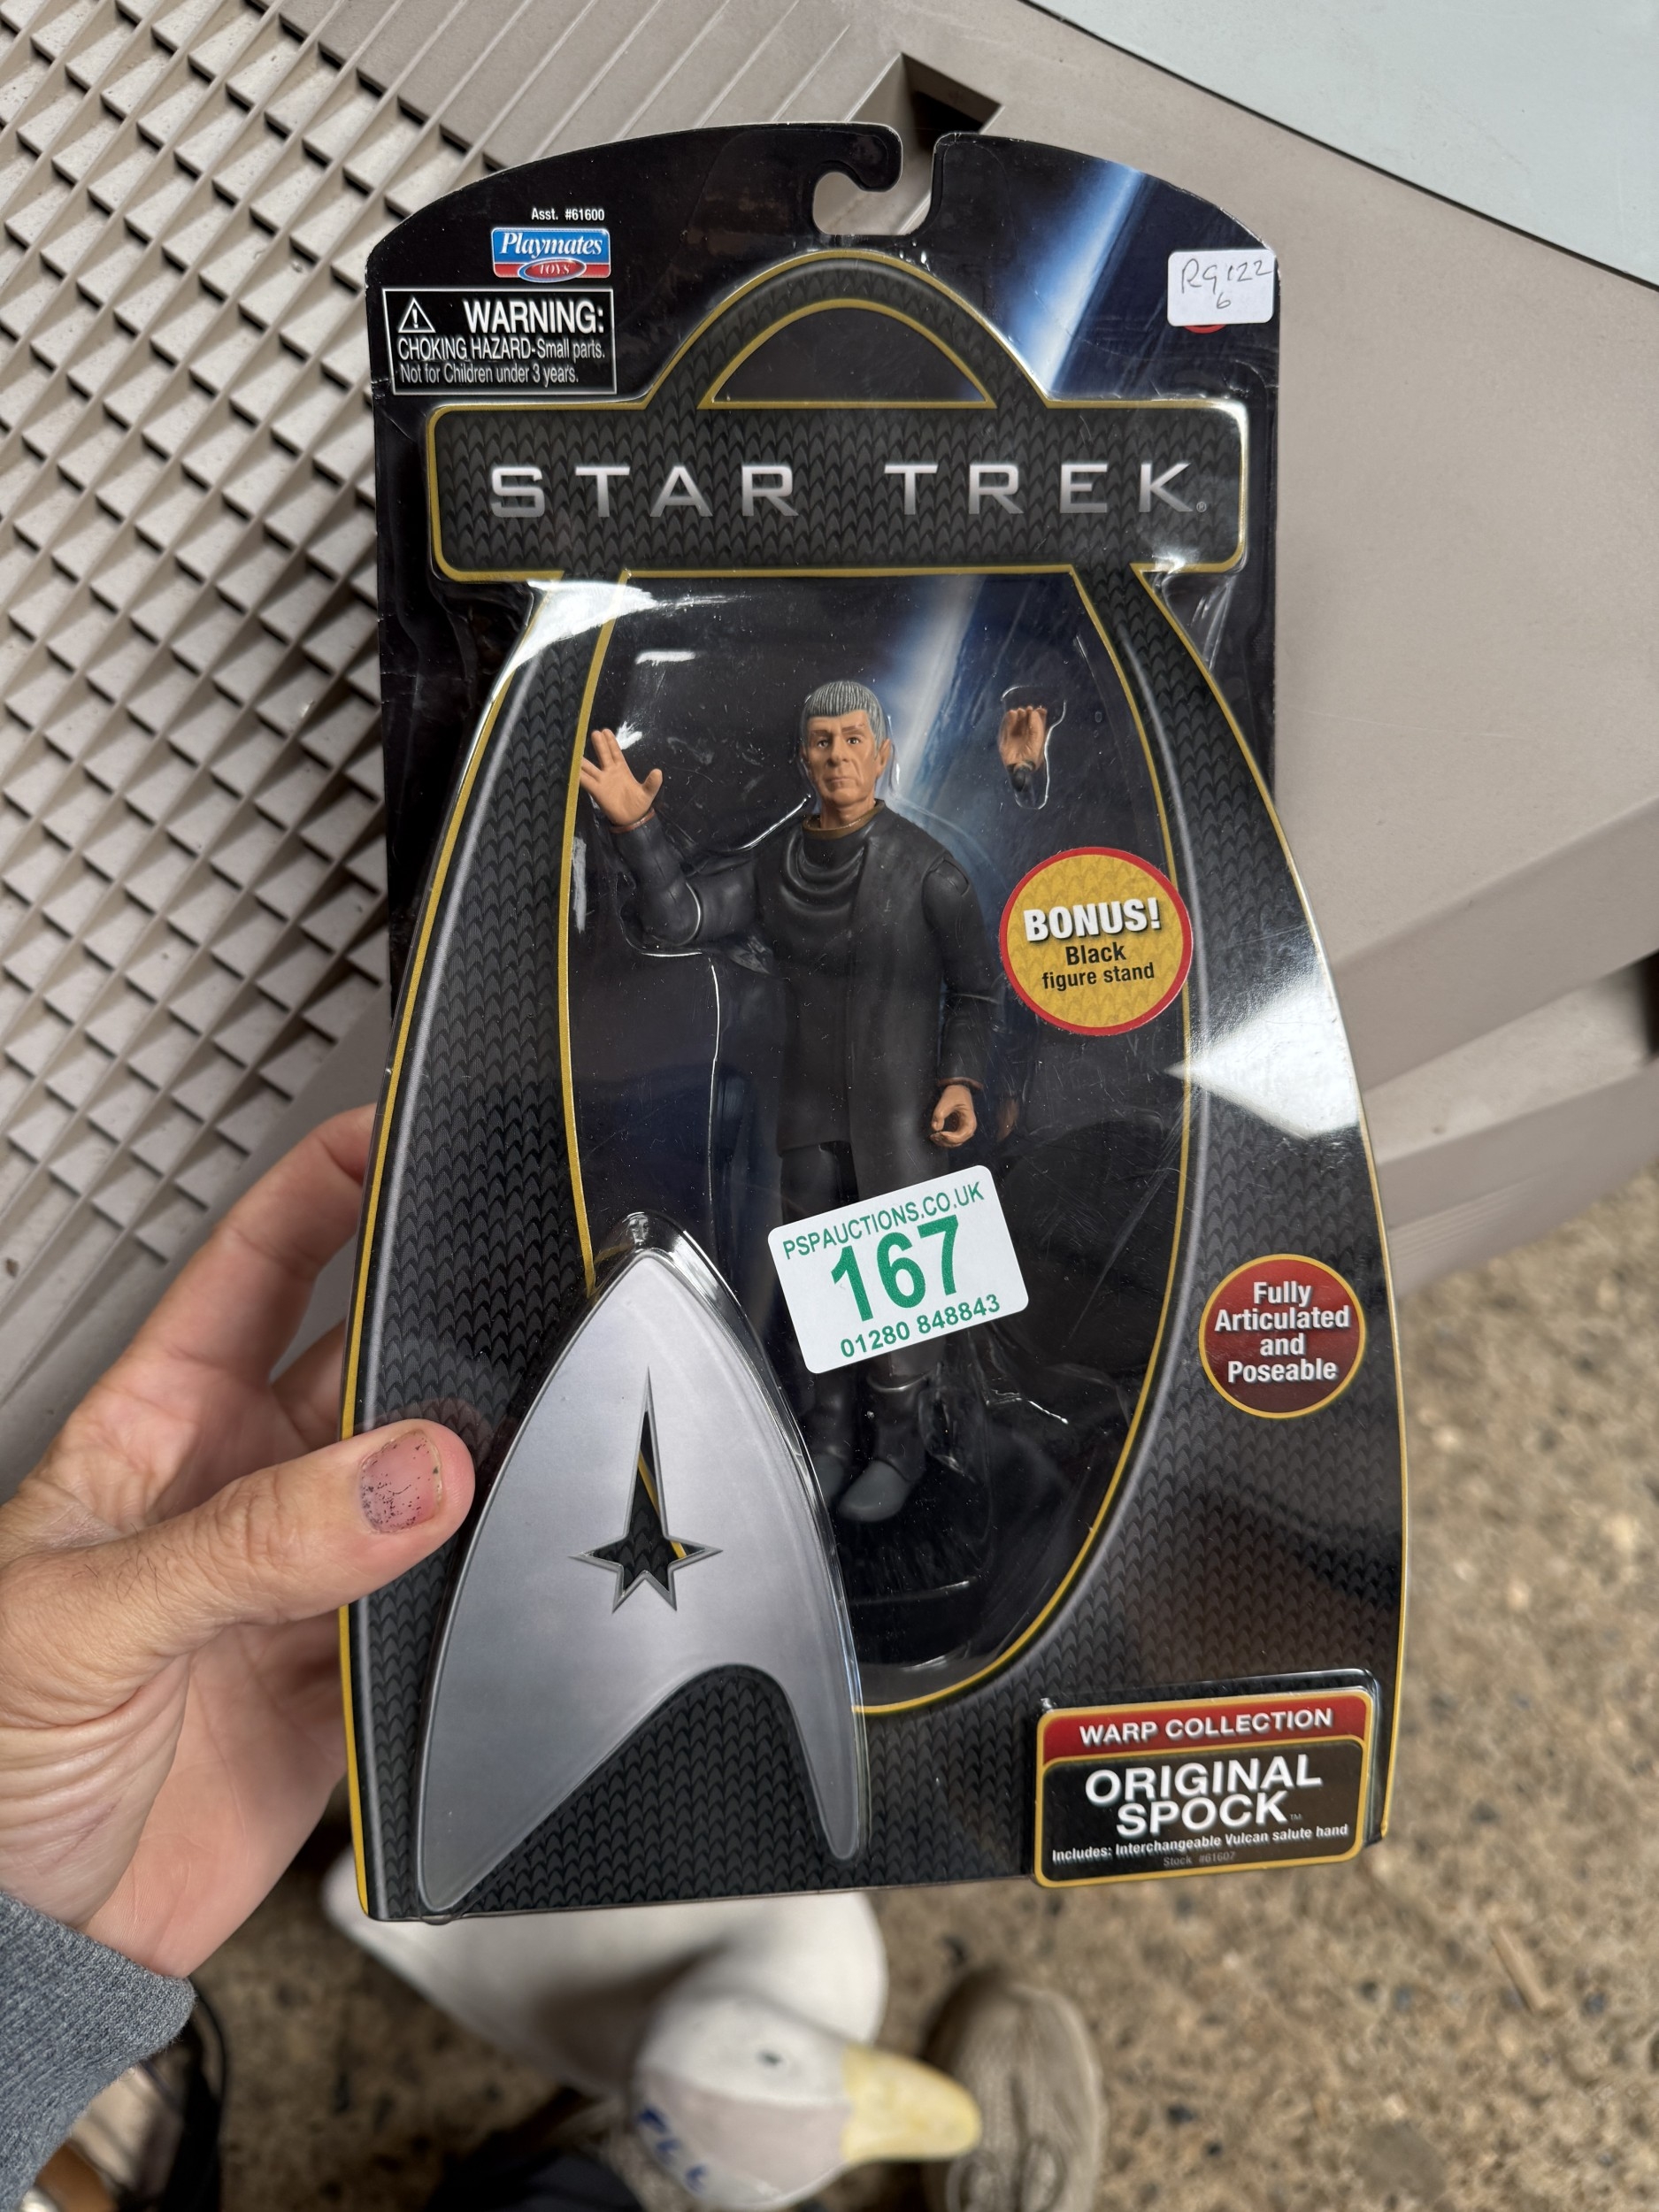 Asst. #61600
Playmates
TOYS
WARNING:
CHOKING HAZARD-Small parts.
Not for Children under 3 years.
R9122
6
STAR TREK®
BONUS!
Black
figure stand
PSPAUCTIONS.CO.UK
167
01280 848843
Fully
Articulated
and
Poseable
WARP COLLECTION
ORIGINAL
SPOCK™
Includes: Interchangeable Vulcan salute hand
Stock #61607